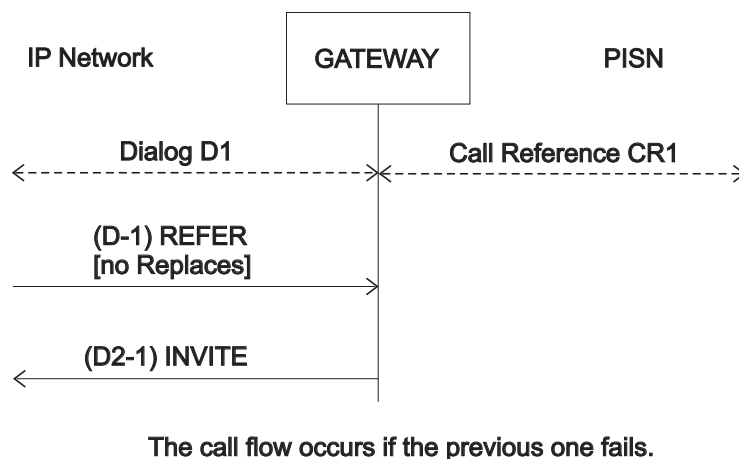 IP Network
GATEWAY
PISN
Dialog D1
Call Reference CR1
(D-1) REFER
[no Replaces]
(D2-1) INVITE
The call flow occurs if the previous one fails.